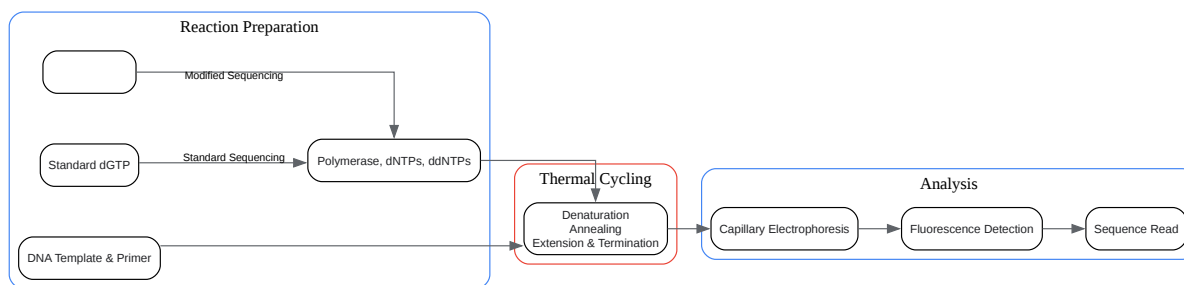 Reaction Preparation
Modified Sequencing
Standard dGTP
Standard Sequencing
Polymerase, dNTPs, ddNTPs
DNA Template & Primer
Thermal Cycling
Denaturation
Annealing
Extension & Termination
Analysis
Capillary Electrophoresis
Fluorescence Detection
Sequence Read